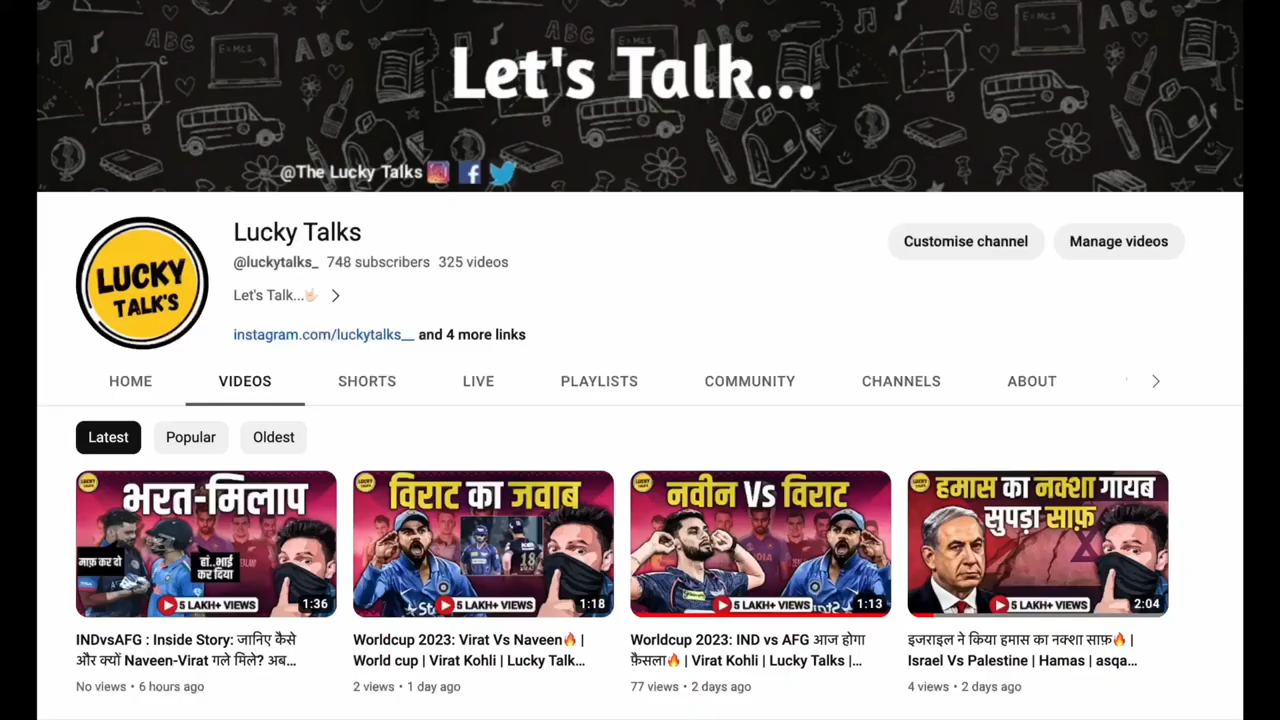 Let's Talk...
@The Lucky Talks
LUCKY
TALK'S
Lucky Talks
@luckytalks_ 748 subscribers 325 videos
Let's Talk...🤟🏻
instagram.com/luckytalks__ and 4 more links
Customise channel
Manage videos
HOME VIDEOS SHORTS LIVE PLAYLISTS COMMUNITY CHANNELS ABOUT
Latest Popular Oldest
भरत-मिलाप
माफ़ कर दो
हां..भाई
कर दिया
5 LAKH+ VIEWS
1:36
विराट का जवाब
18
5 LAKH+ VIEWS
1:18
नवीन Vs विराट
5 LAKH+ VIEWS
1:13
हमास का नक्शा गायब
सुपड़ा साफ़
5 LAKH+ VIEWS
2:04
INDvsAFG : Inside Story: जानिए कैसे
और क्यों Naveen-Virat गले मिले? अब...
No views • 6 hours ago
Worldcup 2023: Virat Vs Naveen🔥 |
World cup | Virat Kohli | Lucky Talk...
2 views • 1 day ago
Worldcup 2023: IND vs AFG आज होगा
फ़ैसला🔥 | Virat Kohli | Lucky Talks |...
77 views • 2 days ago
इजराइल ने किया हमास का नक्शा साफ़🔥 |
Israel Vs Palestine | Hamas | asqa...
4 views • 2 days ago